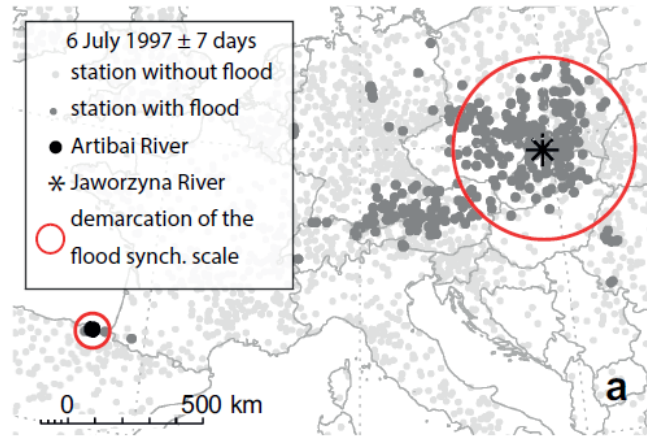 6 July 1997 ± 7 days
station without flood
station with flood
Artibai River
Jaworzyna River
demarcation of the
flood synch. scale
0 500 km
a